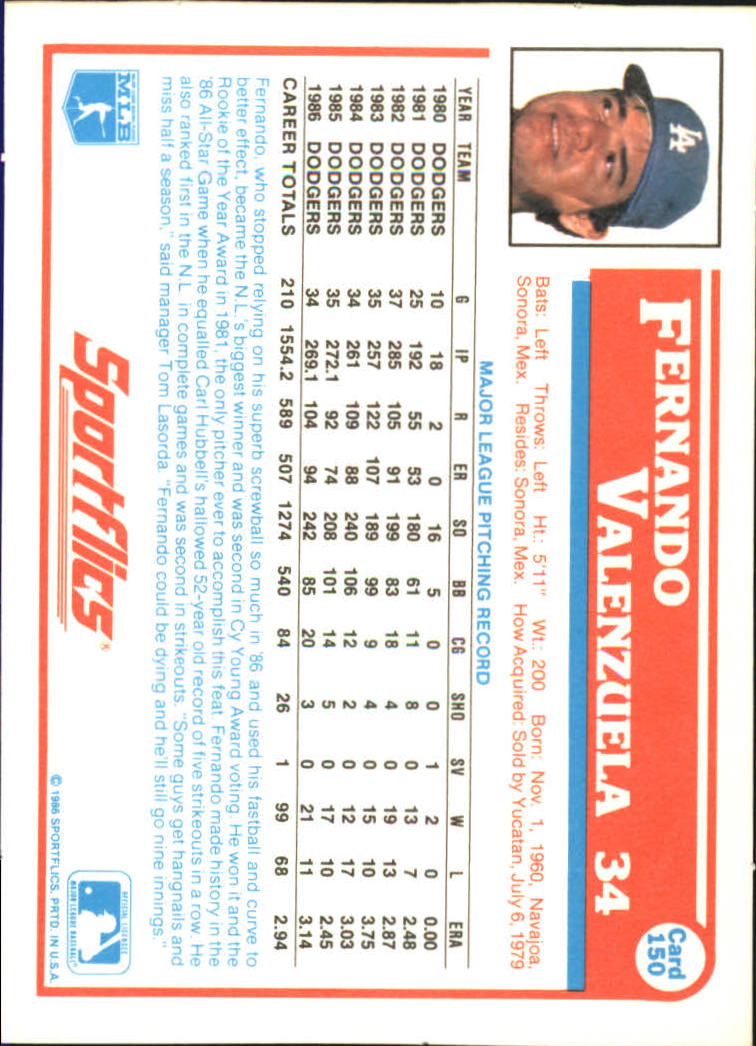 FERNANDO
VALENZUELA 34
Card
150
LA
Bats: Left Throws: Left Ht.: 5'11" Wt.: 200 Born: Nov. 1, 1960, Navajoa,
Sonora, Mex. Resides: Sonora, Mex. How Acquired: Sold by Yucatan, July 6, 1979
MAJOR LEAGUE PITCHING RECORD
YEAR TEAM G IP R ER SO BB CG SHO SV W L ERA
1980 DODGERS 10 18 2 0 16 5 0 0 1 2 0 0.00
1981 DODGERS 25 192 55 53 180 61 11 8 0 13 7 2.48
1982 DODGERS 37 285 105 91 199 83 18 4 0 19 13 2.87
1983 DODGERS 35 257 122 107 189 99 9 4 0 15 10 3.75
1984 DODGERS 34 261 109 88 240 106 12 2 0 12 17 3.03
1985 DODGERS 35 272.1 92 74 208 101 14 5 0 17 10 2.45
1986 DODGERS 34 269.1 104 94 242 85 20 3 0 21 11 3.14
CAREER TOTALS 210 1554.2 589 507 1274 540 84 26 1 99 68 2.94
Fernando, who stopped relying on his superb screwball so much in '86 and used his fastball and curve to
better effect, became the N.L.'s biggest winner and was second in Cy Young Award voting. He won it and the
Rookie of the Year Award in 1981, the only pitcher ever to accomplish this feat. Fernando made history in the
'86 All-Star Game when he equalled Carl Hubbell's hallowed 52-year old record of five strikeouts in a row. He
also ranked first in the N.L. in complete games and was second in strikeouts. "Some guys get hangnails and
miss half a season," said manager Tom Lasorda. "Fernando could be dying and he'll still go nine innings."
MLB
Sportflics®
OFFICIAL LICENSEE
MAJOR LEAGUE BASEBALL
© 1986 SPORTFLICS, PRTD. IN U.S.A.